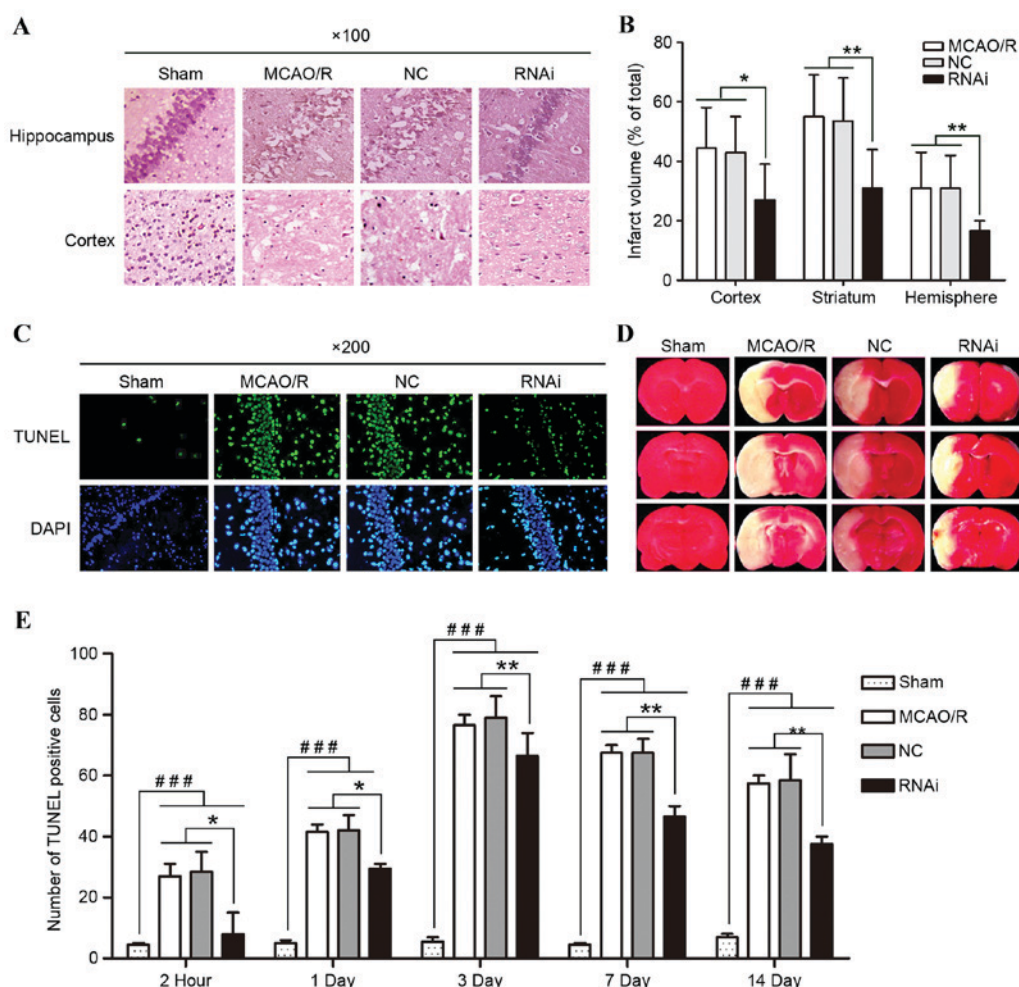 A
×100
Sham MCAO/R NC RNAi
Hippocampus
Cortex
B
Infarct volume (% of total)
80
60
40
20
0
MCAO/R
NC
RNAi
*
**
**
Cortex Striatum Hemisphere
C
×200
Sham MCAO/R NC RNAi
TUNEL
DAPI
D
Sham MCAO/R NC RNAi
E
Number of TUNEL positive cells
100
80
60
40
20
0
###
*
###
*
###
**
###
**
###
**
Sham
MCAO/R
NC
RNAi
2 Hour 1 Day 3 Day 7 Day 14 Day